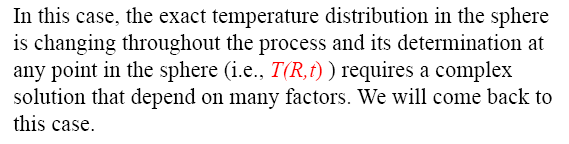 In this case, the exact temperature distribution in the sphere
is changing throughout the process and its determination at
any point in the sphere (i.e., T(R,t) ) requires a complex
solution that depend on many factors. We will come back to
this case.